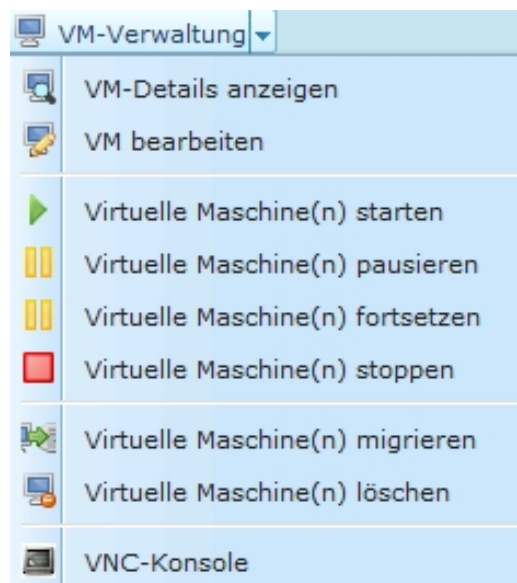 VM-Verwaltung
VM-Details anzeigen
VM bearbeiten
Virtuelle Maschine(n) starten
Virtuelle Maschine(n) pausieren
Virtuelle Maschine(n) fortsetzen
Virtuelle Maschine(n) stoppen
Virtuelle Maschine(n) migrieren
Virtuelle Maschine(n) löschen
VNC-Konsole